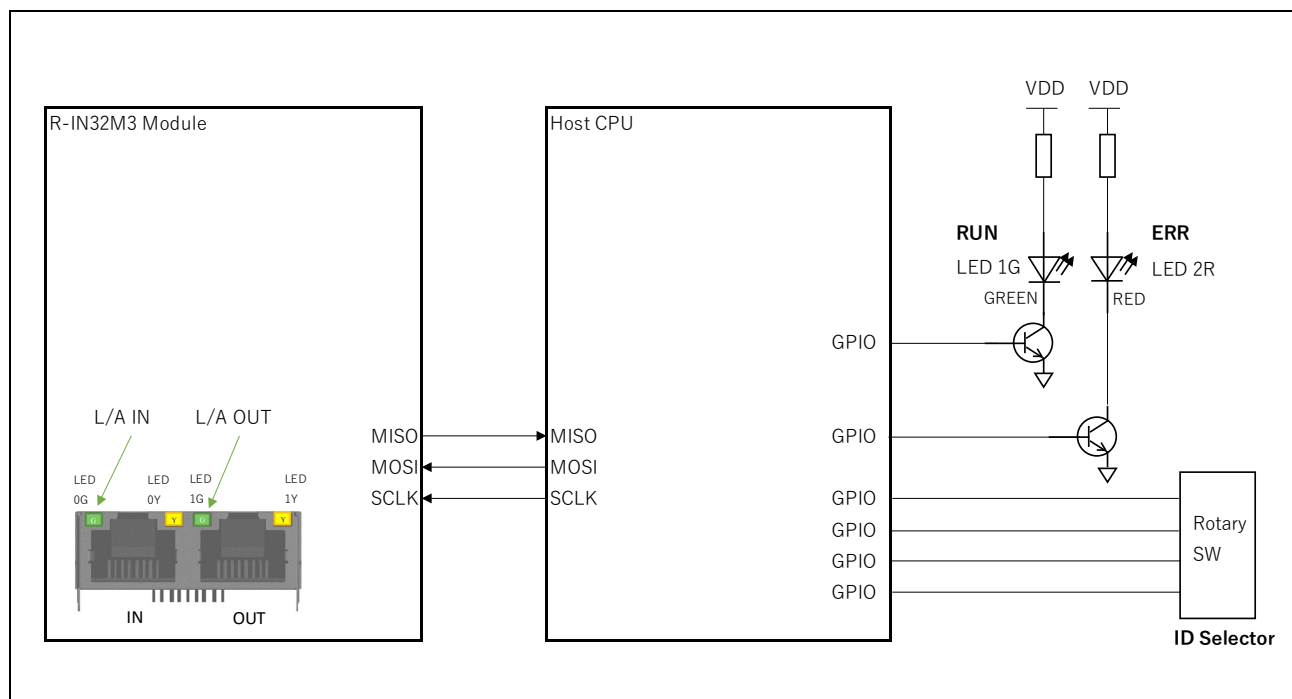 VDD VDD
R-IN32M3 Module
Host CPU
RUN
LED 1G
GREEN
ERR
LED 2R
RED
GPIO
GPIO
L/A IN
L/A OUT
LED
0G
LED
0Y
LED
1G
LED
1Y
G
Y
G
Y
IN
OUT
MISO
MOSI
SCLK
MISO
MOSI
SCLK
GPIO
GPIO
GPIO
GPIO
Rotary
SW
ID Selector